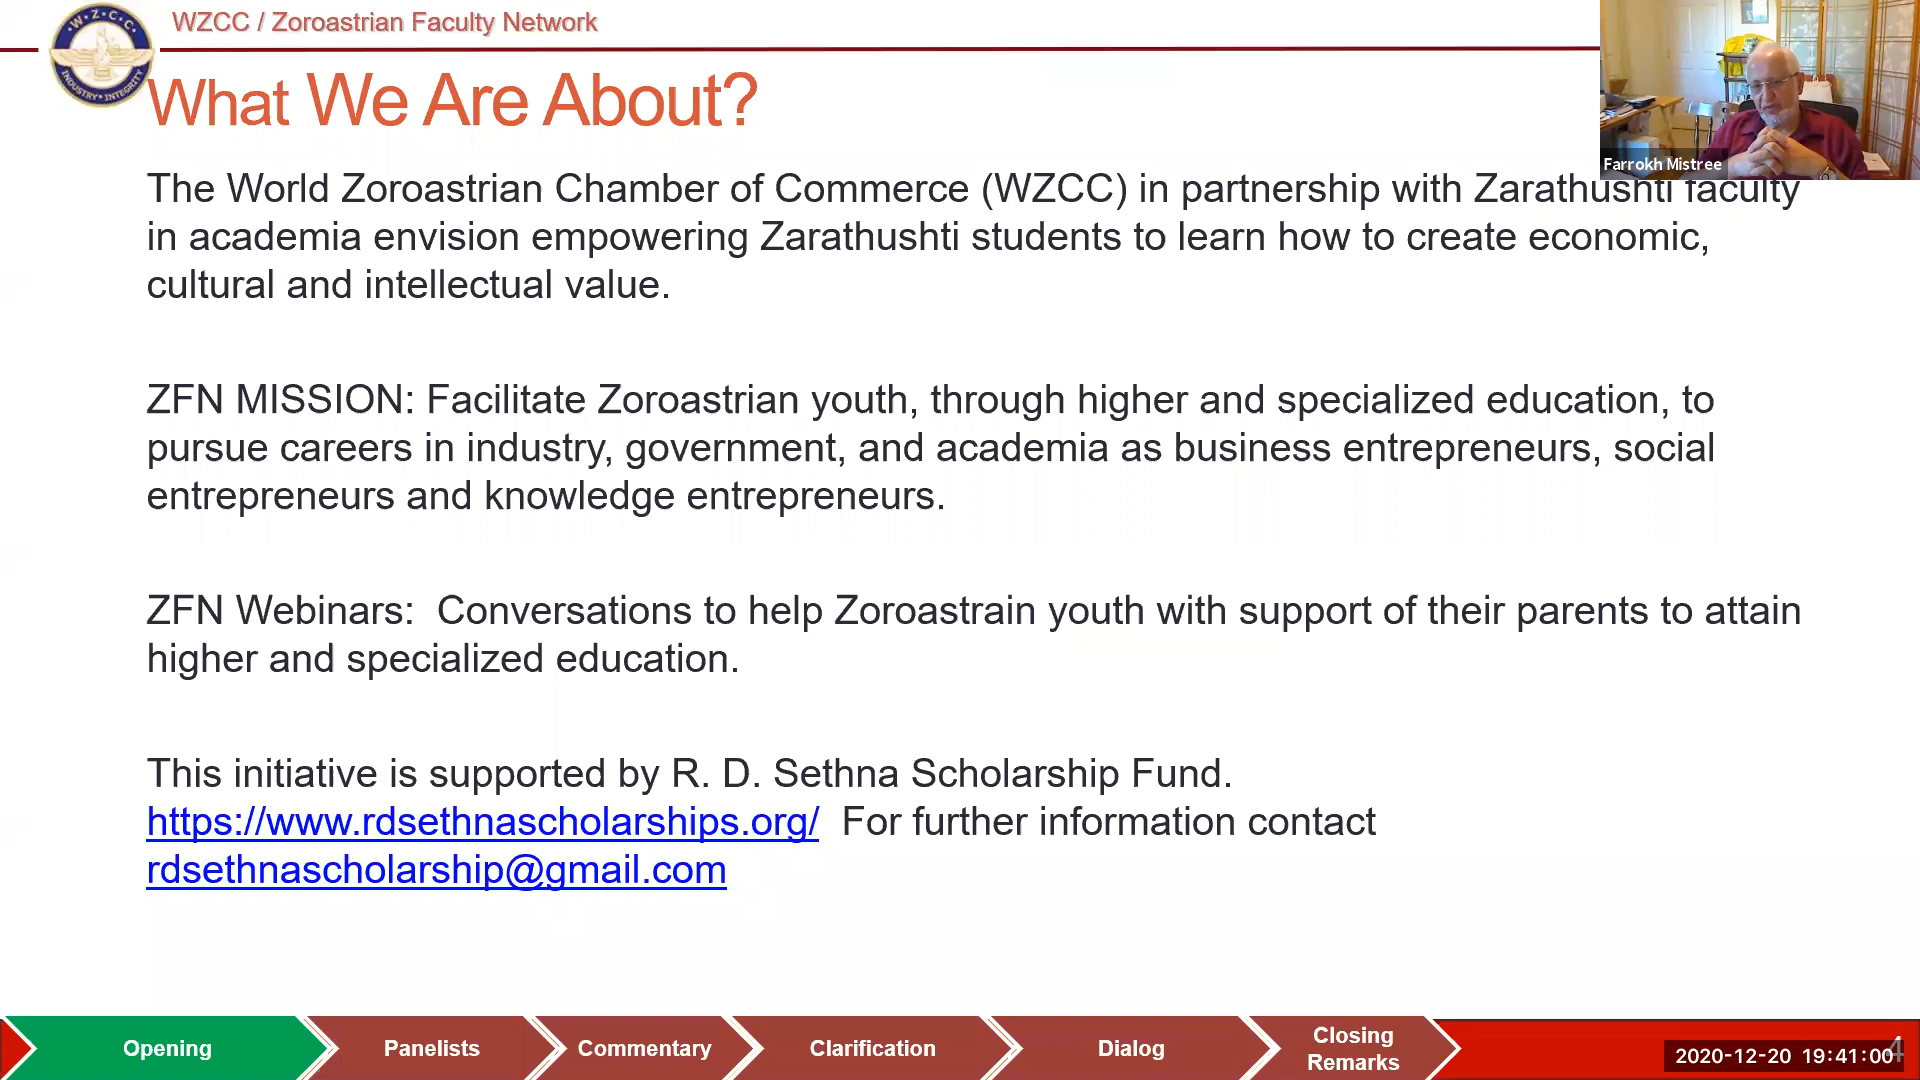 W.Z.C.C
INDUSTRY • INTEGRITY
WZCC / Zoroastrian Faculty Network
What We Are About?
Farrokh Mistree
The World Zoroastrian Chamber of Commerce (WZCC) in partnership with Zarathushti faculty
in academia envision empowering Zarathushti students to learn how to create economic,
cultural and intellectual value.
ZFN MISSION: Facilitate Zoroastrian youth, through higher and specialized education, to
pursue careers in industry, government, and academia as business entrepreneurs, social
entrepreneurs and knowledge entrepreneurs.
ZFN Webinars:  Conversations to help Zoroastrain youth with support of their parents to attain
higher and specialized education.
This initiative is supported by R. D. Sethna Scholarship Fund.
https://www.rdsethnascholarships.org/  For further information contact
rdsethnascholarship@gmail.com
Opening
Panelists
Commentary
Clarification
Dialog
Closing
Remarks
4
2020-12-20 19:41:00